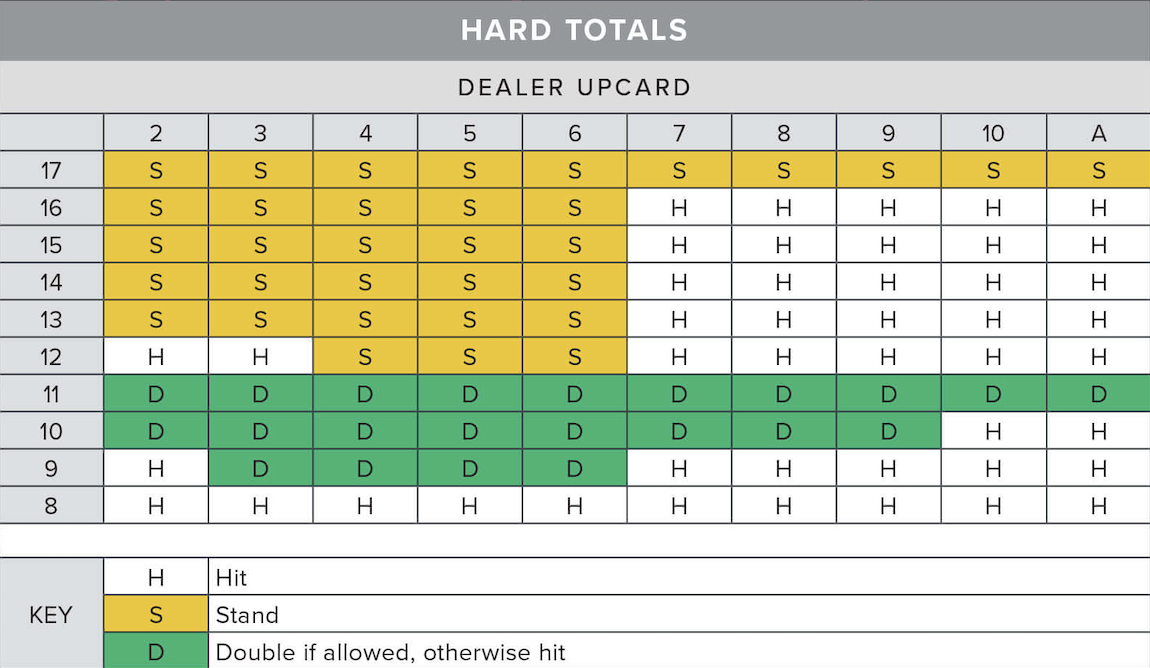 HARD TOTALS
DEALER UPCARD
2 3 4 5 6 7 8 9 10 A
17 S S S S S S S S S S
16 S S S S S H H H H H
15 S S S S S H H H H H
14 S S S S S H H H H H
13 S S S S S H H H H H
12 H H S S S H H H H H
11 D D D D D D D D D D
10 D D D D D D D D H H
9 H D D D D H H H H H
8 H H H H H H H H H H
KEY
H Hit
S Stand
D Double if allowed, otherwise hit